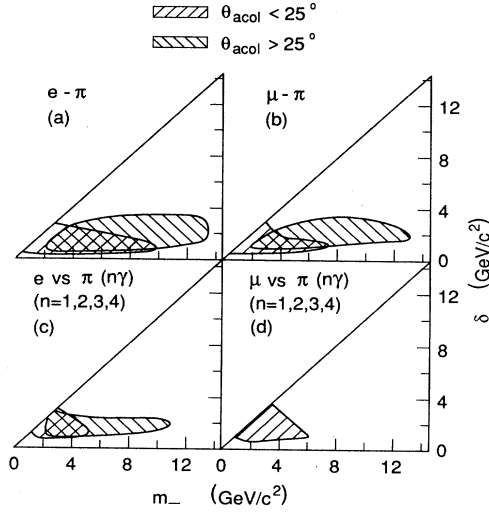 θacol < 25°
θacol > 25°
e - π
(a)
μ - π
(b)
12
8
4
0
δ (GeV/c²)
e vs π (nγ)
(n=1,2,3,4)
(c)
μ vs π (nγ)
(n=1,2,3,4)
(d)
12
8
4
0
0 4 8 12 0 4 8 12
m_ (GeV/c²)